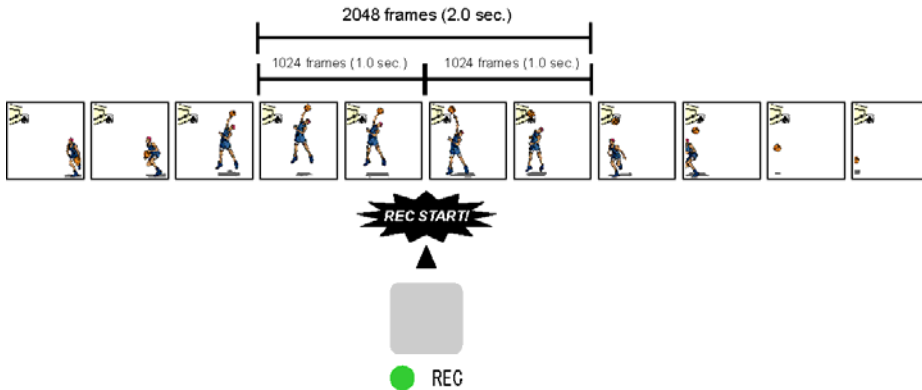 2048 frames (2.0 sec.)
1024 frames (1.0 sec.) 1024 frames (1.0 sec.)
REC START!
REC